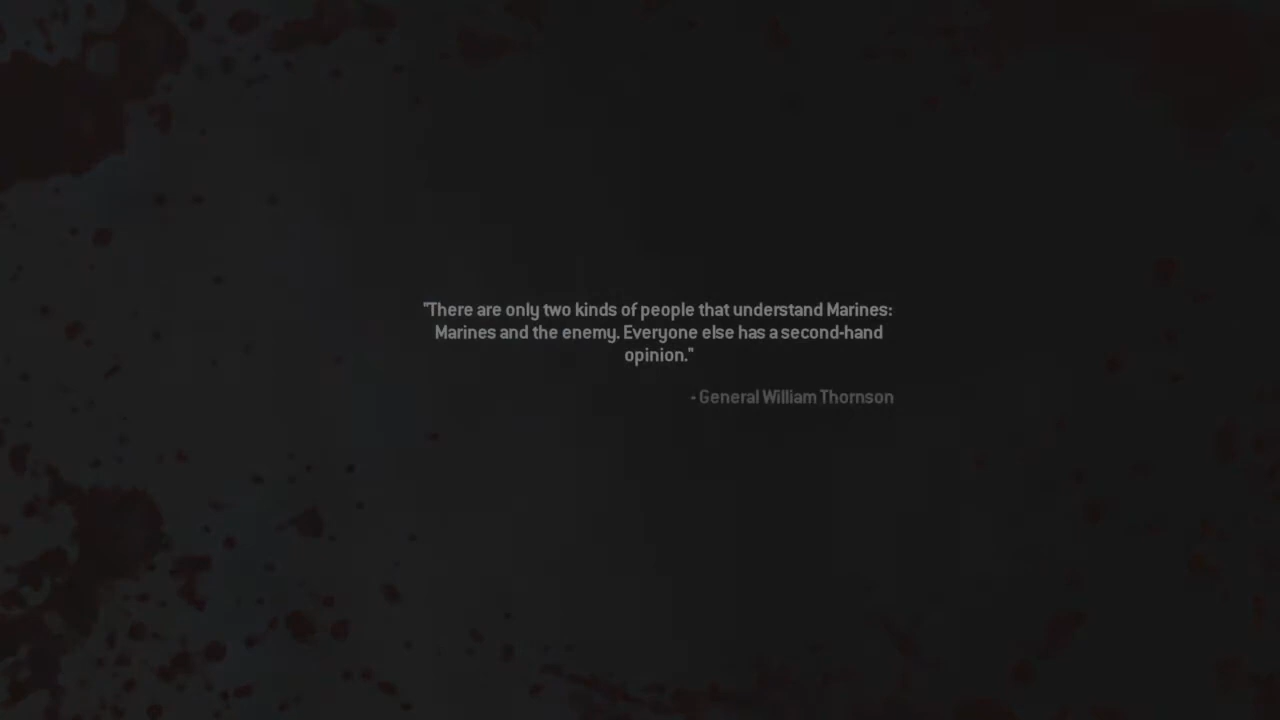 "There are only two kinds of people that understand Marines:
Marines and the enemy. Everyone else has a second-hand
opinion."
- General William Thornson